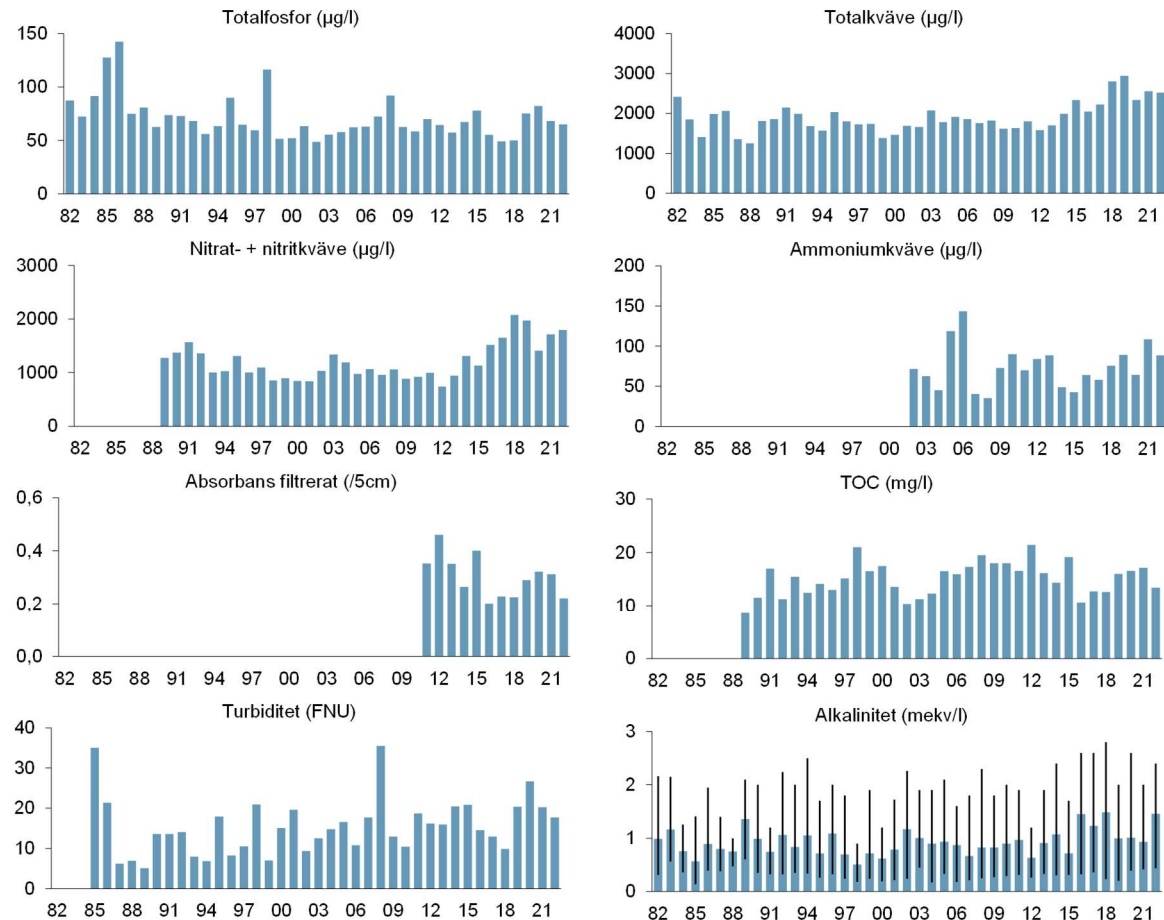 Totalfosfor (µg/l)
150
100
50
0
82 85 88 91 94 97 00 03 06 09 12 15 18 21
Totalkväve (µg/l)
4000
3000
2000
1000
0
82 85 88 91 94 97 00 03 06 09 12 15 18 21
Nitrat- + nitritkväve (µg/l)
3000
2000
1000
0
82 85 88 91 94 97 00 03 06 09 12 15 18 21
Ammoniumkväve (µg/l)
200
150
100
50
0
82 85 88 91 94 97 00 03 06 09 12 15 18 21
Absorbans filtrerat (/5cm)
0,6
0,4
0,2
0,0
82 85 88 91 94 97 00 03 06 09 12 15 18 21
TOC (mg/l)
30
20
10
0
82 85 88 91 94 97 00 03 06 09 12 15 18 21
Turbiditet (FNU)
40
30
20
10
0
82 85 88 91 94 97 00 03 06 09 12 15 18 21
Alkalinitet (mekv/l)
3
2
1
0
82 85 88 91 94 97 00 03 06 09 12 15 18 21